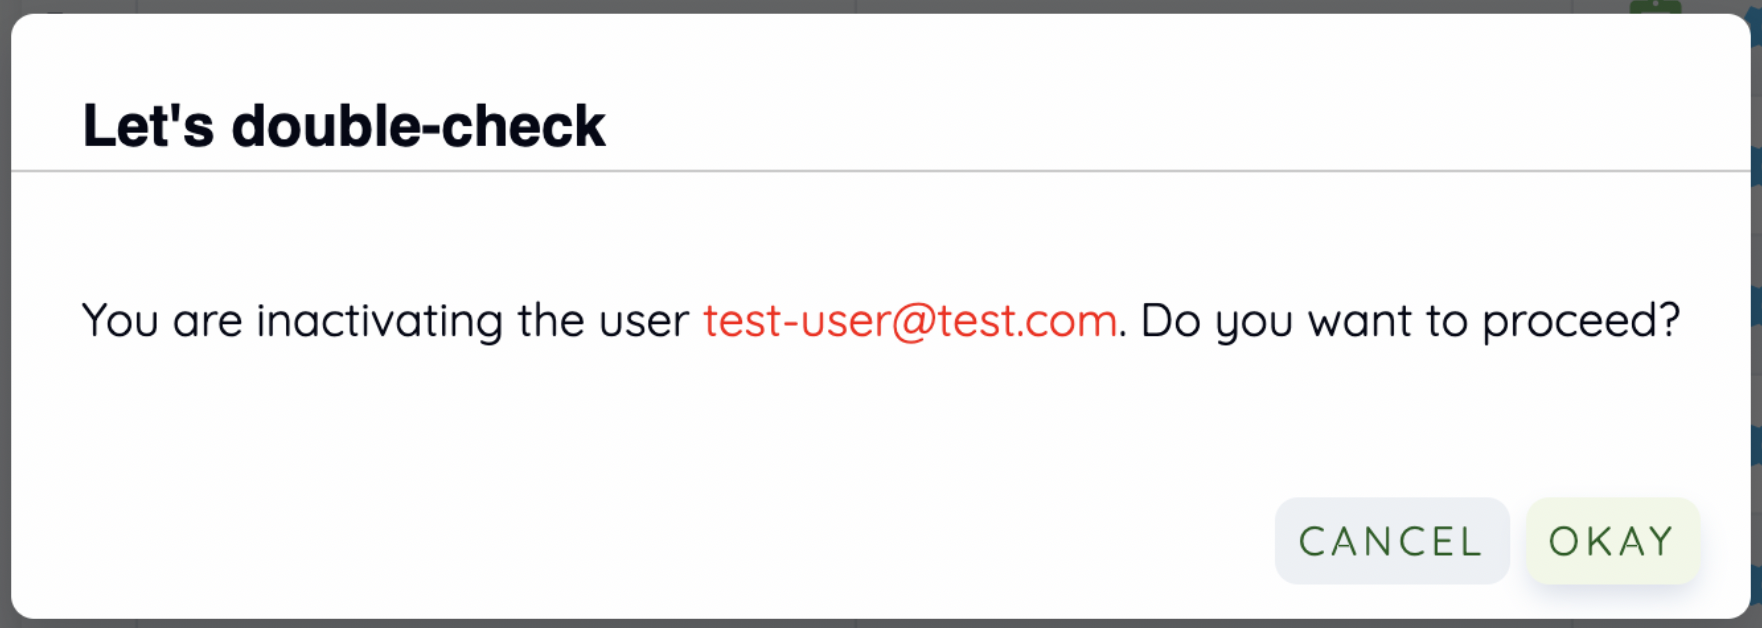 Let's double-check
You are inactivating the user test-user@test.com. Do you want to proceed?
CANCEL OKAY